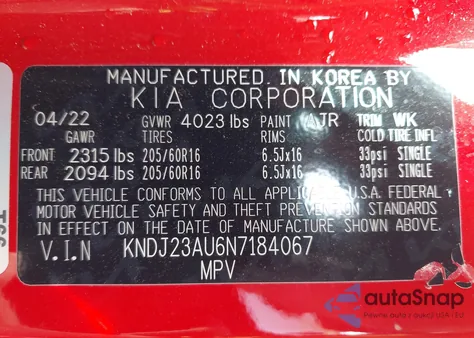 MANUFACTURED. IN KOREA BY
KIA CORPORATION
04/22 GVWR 4023 lbs PAINT AJR TRIM WK
GAWR TIRES RIMS COLD TIRE INFL
FRONT 2315 lbs 205/60R16 6.5Jx16 33psi SINGLE
REAR 2094 lbs 205/60R16 6.5Jx16 33psi SINGLE
THIS VEHICLE CONFORMS TO ALL U.S.A. FEDERAL
MOTOR VEHICLE SAFETY AND THEFT PREVENTION STANDARDS
IN EFFECT ON THE DATE OF MANUFACTURE SHOWN ABOVE.
V.I.N KNDJ23AU6N7184067
MPV
autoSnap